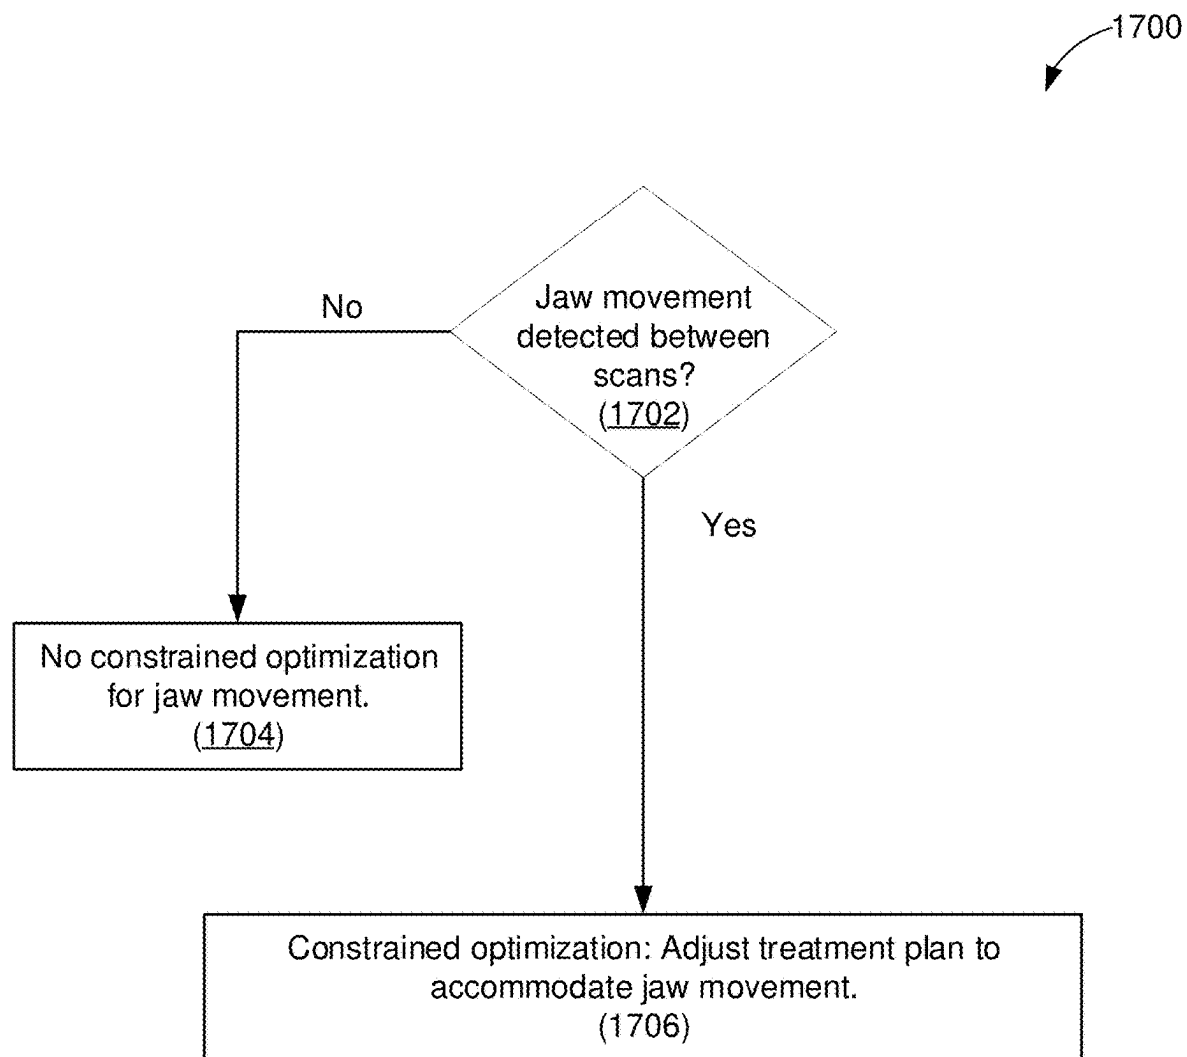 1700
Jaw movement
detected between
scans?
(1702)
No
Yes
No constrained optimization
for jaw movement.
(1704)
Constrained optimization: Adjust treatment plan to
accommodate jaw movement.
(1706)